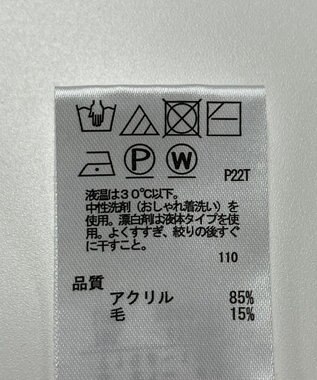 P W P22T
液温は30℃以下。
中性洗剤（おしゃれ着洗い）を
使用。漂白剤は液体タイプを使
用。よくすすぎ、絞りの後すぐ
に干すこと。
110
品質
アクリル 85%
毛 15%